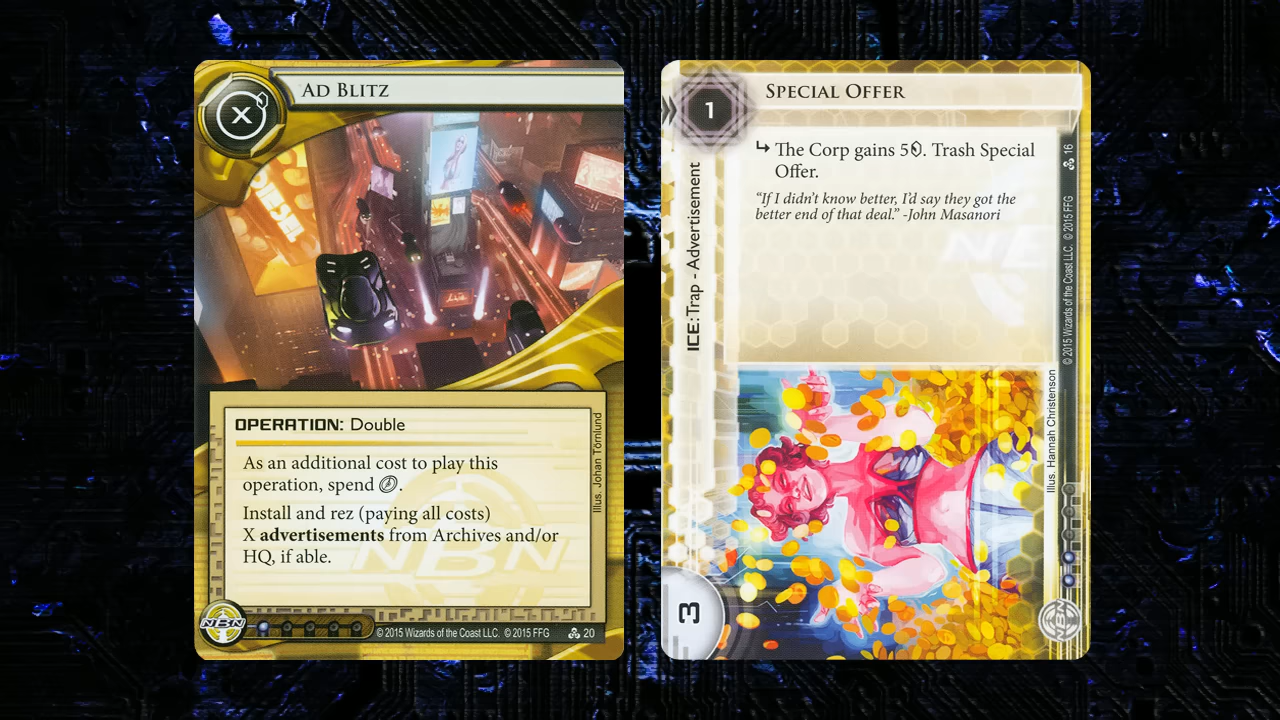 X
AD BLITZ
OPERATION: Double
As an additional cost to play this
operation, spend
.
Install and rez (paying all costs)
X advertisements from Archives and/or
HQ, if able.
Illus. Johan Törnlund
NBN
© 2015 Wizards of the Coast LLC. © 2015 FFG
20
1
SPECIAL OFFER
The Corp gains 5 . Trash Special
Offer.
“If I didn’t know better, I’d say they got the
better end of that deal.” -John Masanori
ICE: Trap - Advertisement
3
Illus. Hannah Christenson
© 2015 Wizards of the Coast LLC. © 2015 FFG
16
NBN